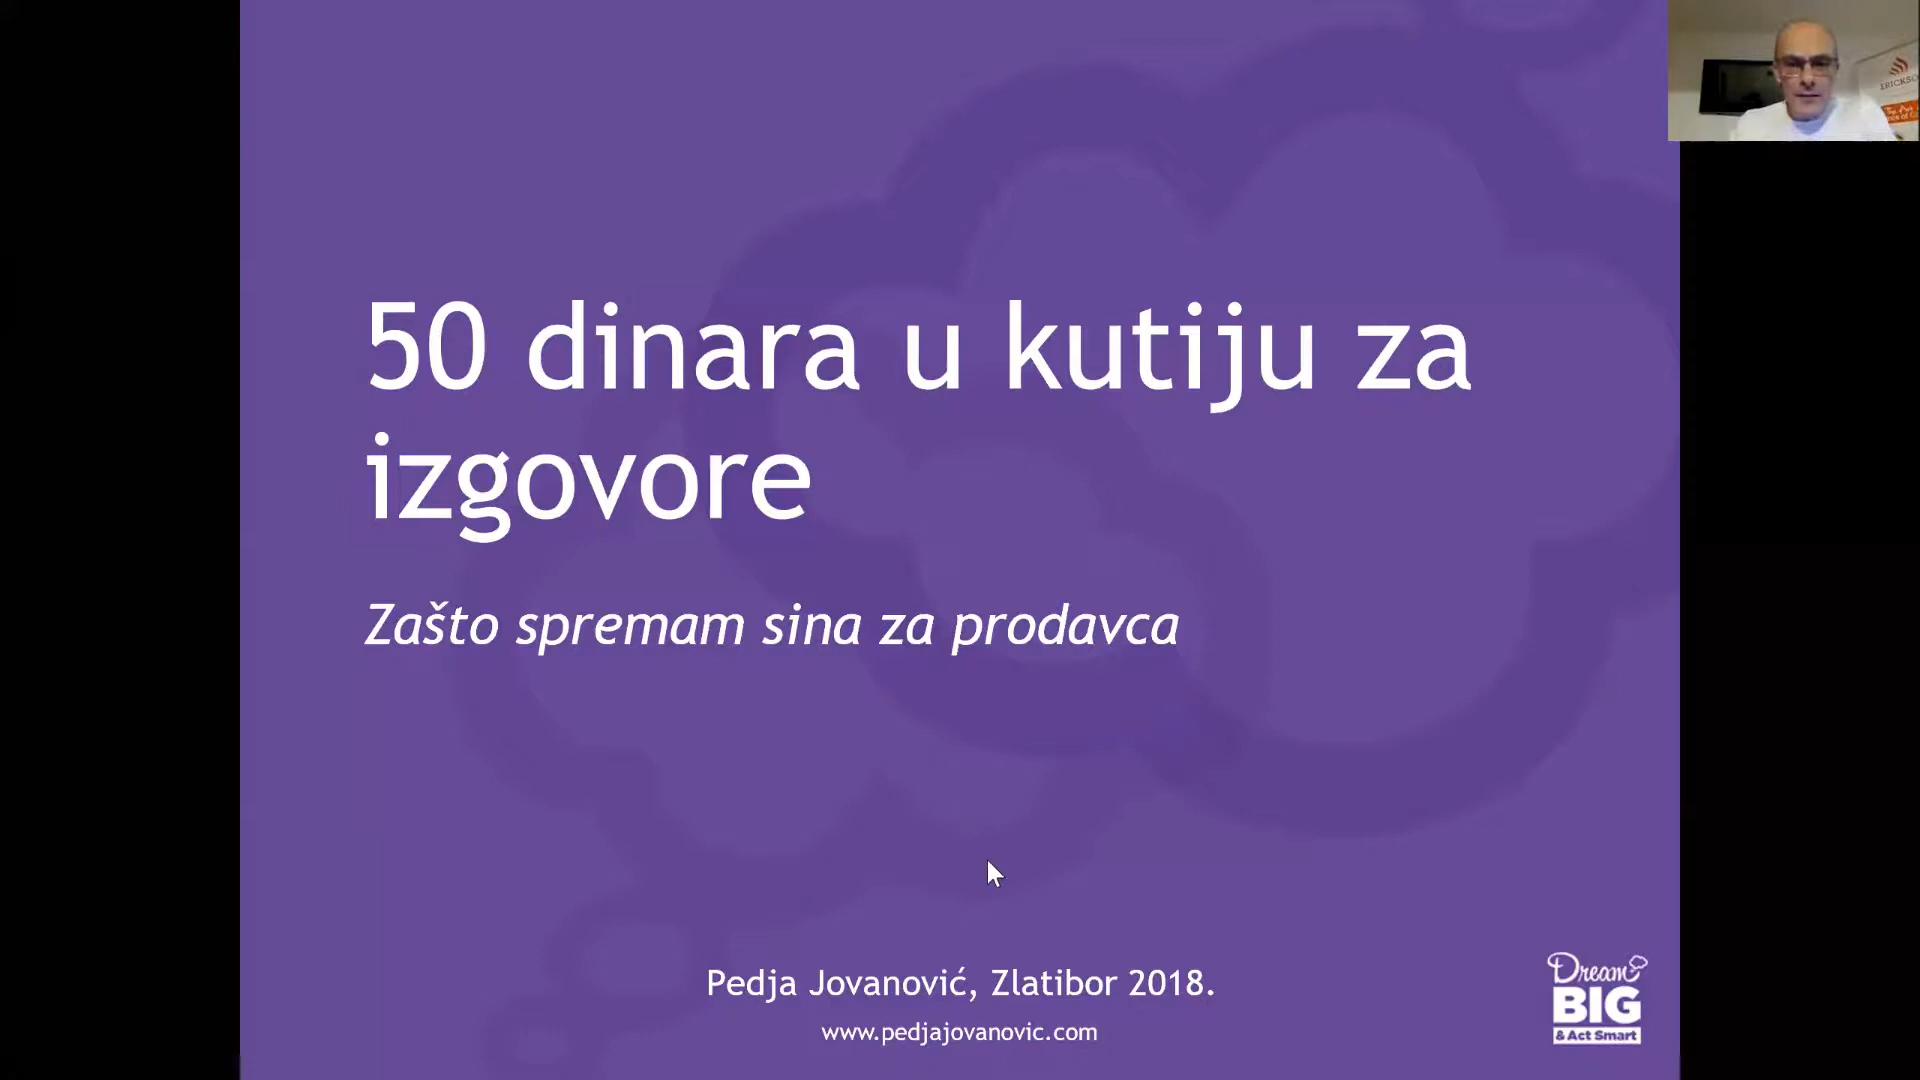 50 dinara u kutiju za
izgovore
Zašto spremam sina za prodavca
Pedja Jovanović, Zlatibor 2018.
www.pedjajovanovic.com
Dream
BIG
& Act Smart